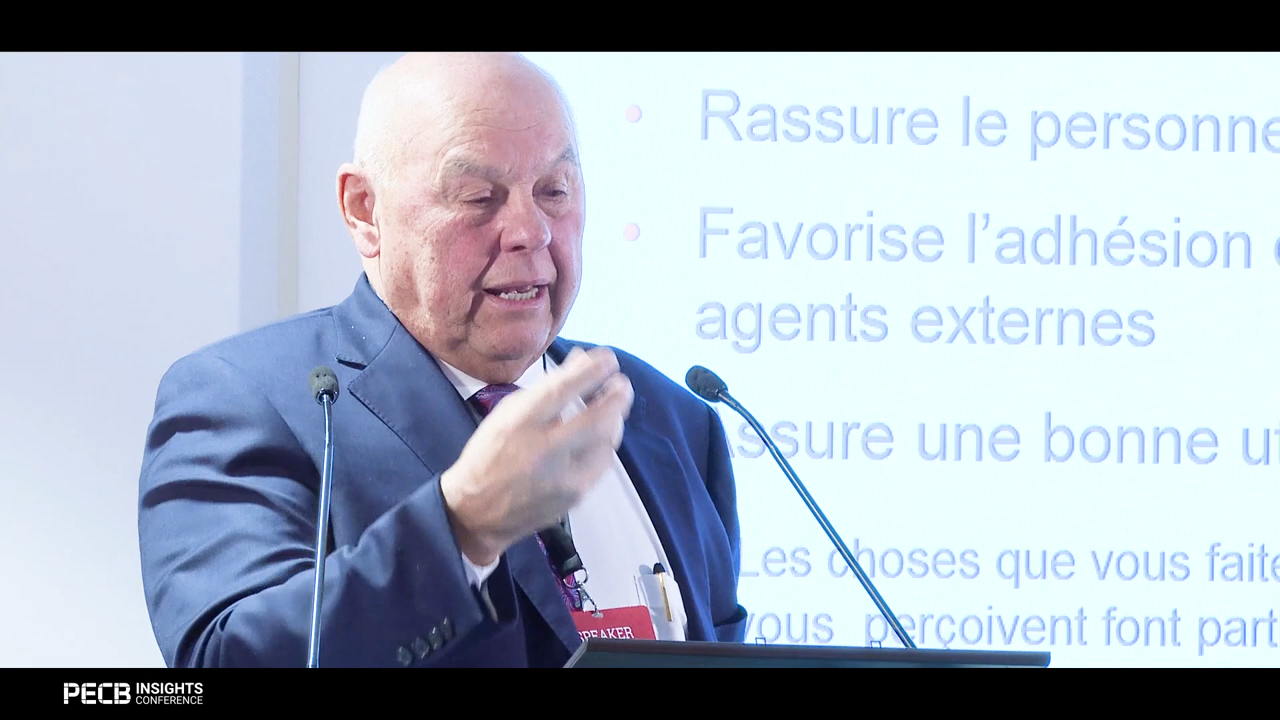 • Rassure le personne
• Favorise l'adhésion
agents externes
Assure une bonne
Les choses que vous faite
vous perçoivent font part
SPEAKER
PECB INSIGHTS
CONFERENCE